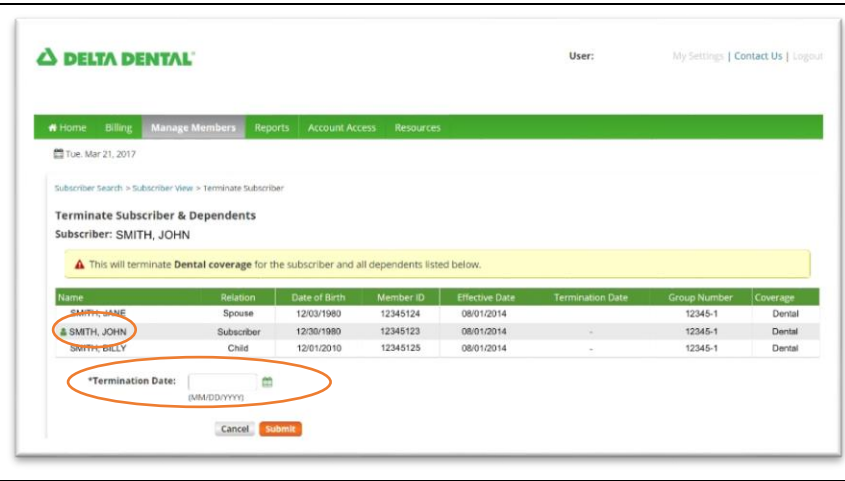 DELTA DENTAL
User: My Settings | Contact Us | Logout
Home Billing Manage Members Reports Account Access Resources
Tue. Mar 21, 2017
Subscriber Search > Subscriber View > Terminate Subscriber
Terminate Subscriber & Dependents
Subscriber: SMITH, JOHN
This will terminate Dental coverage for the subscriber and all dependents listed below.
Name Relation Date of Birth Member ID Effective Date Termination Date Group Number Coverage
SMITH, JANE Spouse 12/03/1980 12345124 08/01/2014 12345-1 Dental
SMITH, JOHN Subscriber 12/30/1980 12345123 08/01/2014 - 12345-1 Dental
SMITH, BILLY Child 12/01/2010 12345125 08/01/2014 - 12345-1 Dental
*Termination Date:
(MM/DD/YYYY)
Cancel Submit